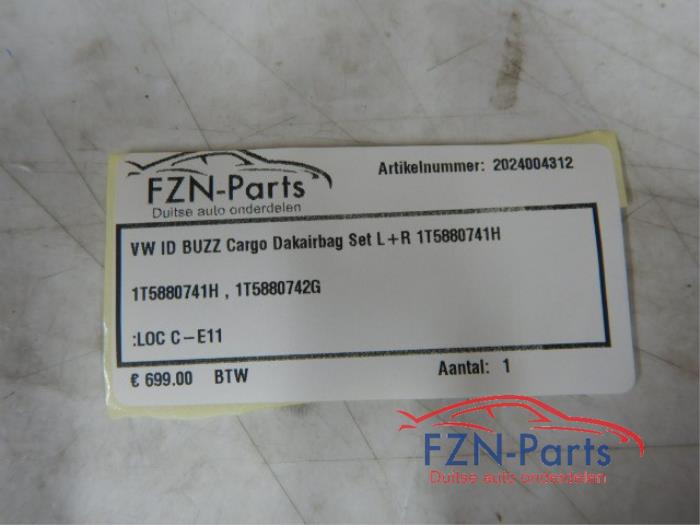 FZN-Parts
Duitse auto onderdelen
Artikelnummer: 2024004312
VW ID BUZZ Cargo Dakairbag Set L+R 1T5880741H
1T5880741H , 1T5880742G
:LOC C-E11
€ 699.00 BTW
Aantal: 1
FZN-Parts
Duitse auto onderdelen